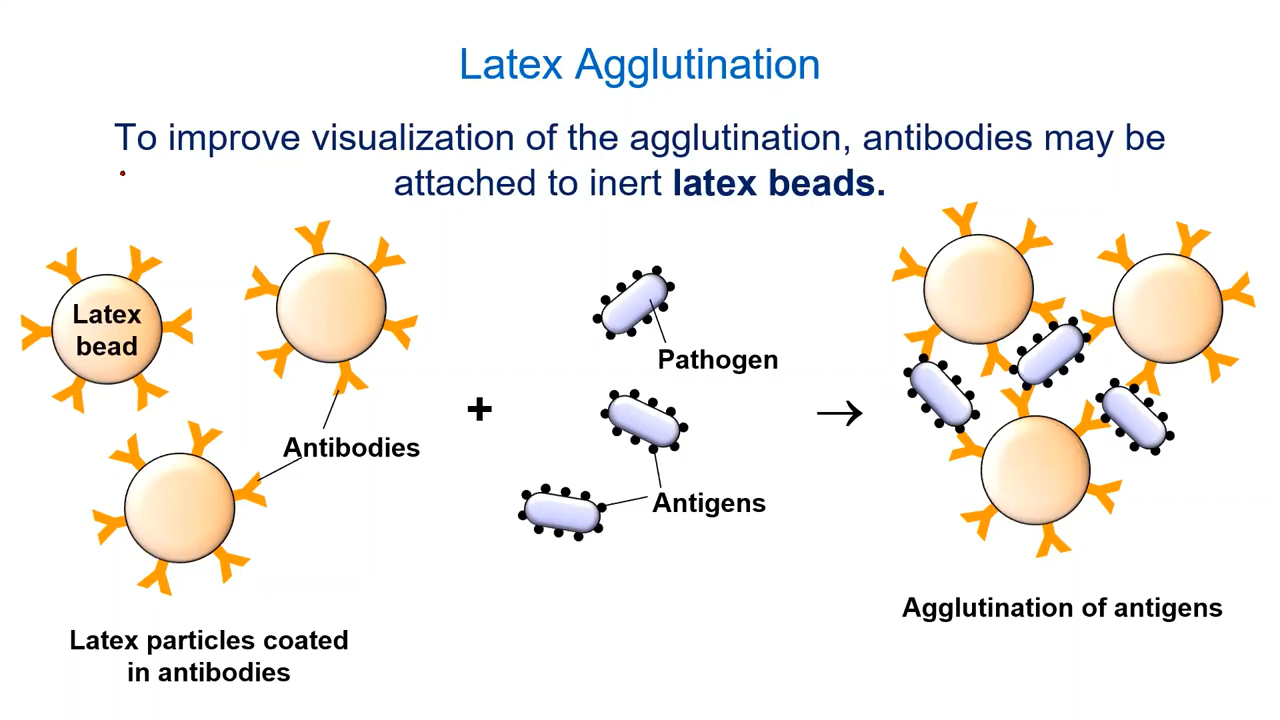 Latex Agglutination
To improve visualization of the agglutination, antibodies may be
attached to inert latex beads.
Latex
bead
Antibodies
Latex particles coated
in antibodies
+
Pathogen
Antigens
→
Agglutination of antigens